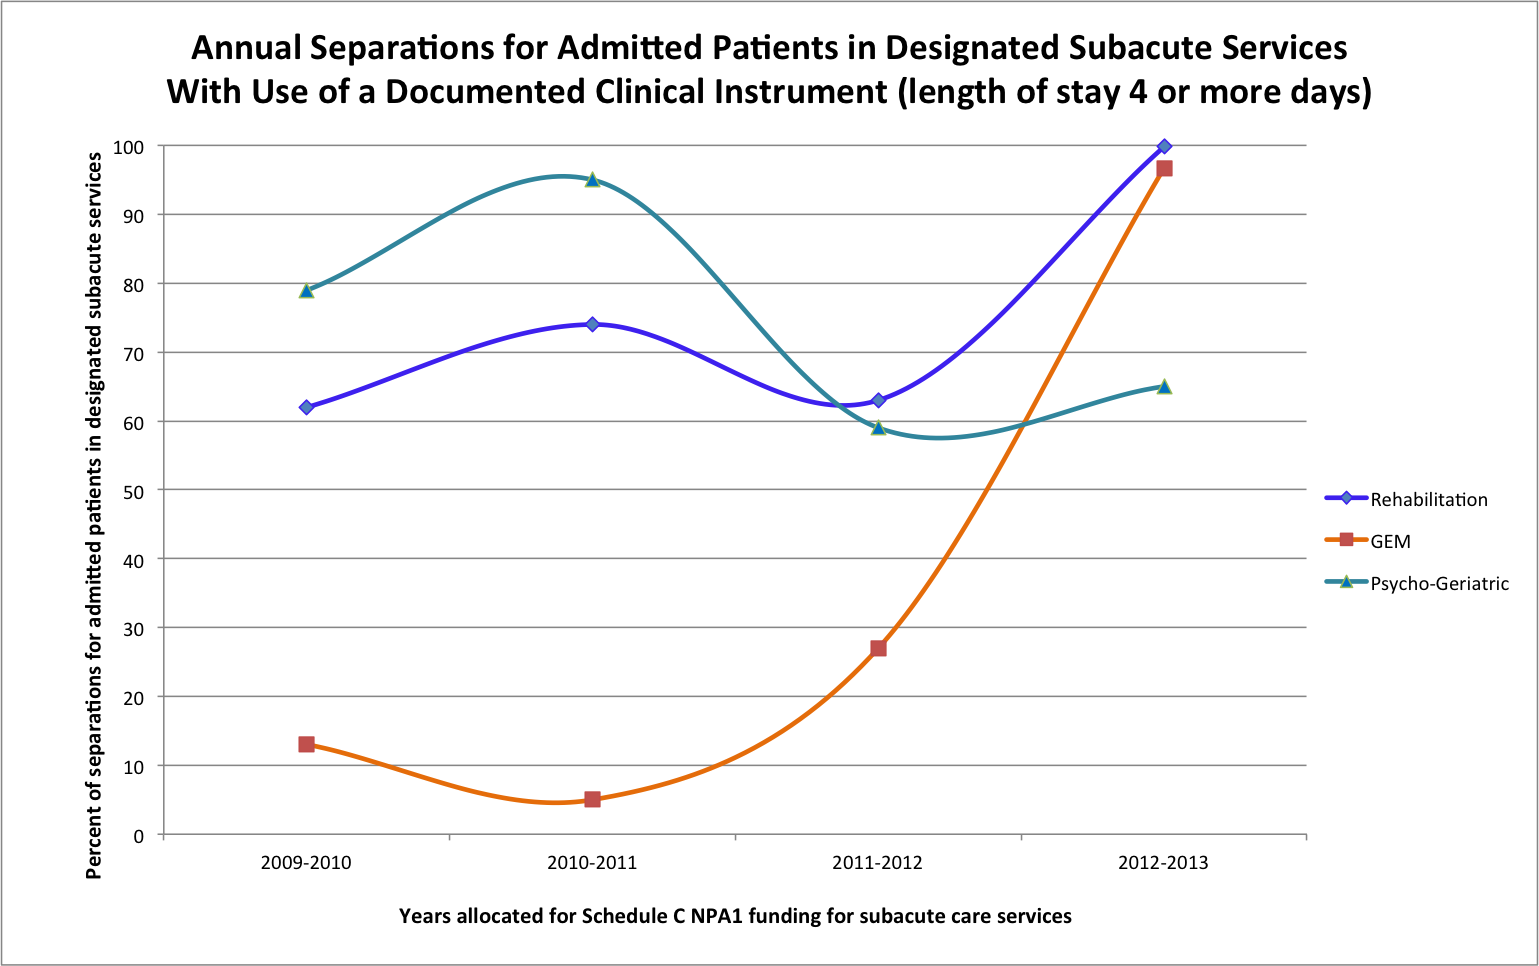 Annual Separations for Admitted Patients in Designated Subacute Services
With Use of a Documented Clinical Instrument (length of stay 4 or more days)
Percent of separations for admitted patients in designated subacute services
100
90
80
70
60
50
40
30
20
10
0
2009-2010 2010-2011 2011-2012 2012-2013
Years allocated for Schedule C NPA1 funding for subacute care services
Rehabilitation
GEM
Psycho-Geriatric